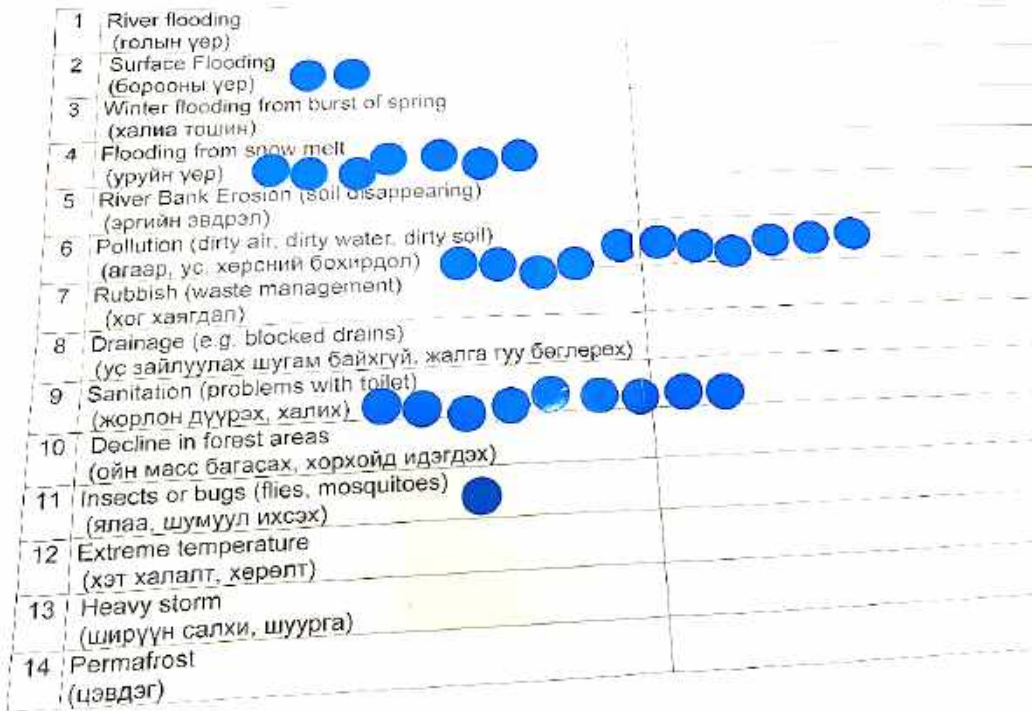 1 River flooding
(голын үер)
2 Surface Flooding
(борооны үер)
3 Winter flooding from burst of spring
(халиа тошин)
4 Flooding from snow melt
(уруйн үер)
5 River Bank Erosion (soil disappearing)
(эргийн эвдрэл)
6 Pollution (dirty air, dirty water, dirty soil)
(агаар, ус, хөрсний бохирдол)
7 Rubbish (waste management)
(хог хаягдал)
8 Drainage (e.g. blocked drains)
(ус зайлуулах шугам байхгүй, жалга гуу бөглөрөх)
9 Sanitation (problems with toilet)
(жорлон дүүрэх, халих)
10 Decline in forest areas
(ойн масс багасах, хорхойд идэгдэх)
11 Insects or bugs (flies, mosquitoes)
(ялаа, шумуул ихсэх)
12 Extreme temperature
(хэт халалт, хөрөлт)
13 Heavy storm
(ширүүн салхи, шуурга)
14 Permafrost
(цэвдэг)